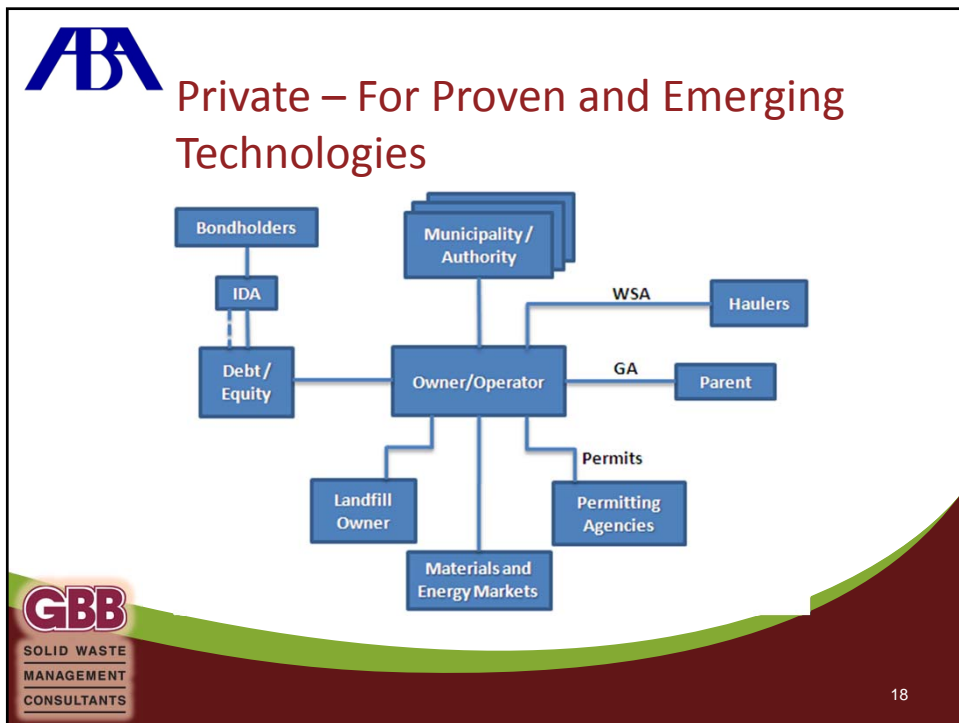 ABA
Private – For Proven and Emerging
Technologies
Bondholders
Municipality /
Authority
IDA
WSA
Haulers
Debt /
Equity
Owner/Operator
GA
Parent
Permits
Landfill
Owner
Permitting
Agencies
Materials and
Energy Markets
GBB
SOLID WASTE
MANAGEMENT
CONSULTANTS
18